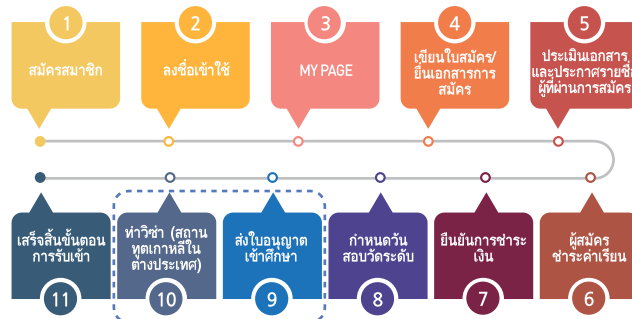 1
สมัครสมาชิก
2
ลงชื่อเข้าใช้
3
MY PAGE
4
เขียนใบสมัคร/
ยื่นเอกสารการ
สมัคร
5
ประเมินเอกสาร
และประกาศรายชื่อ
ผู้ที่ผ่านการสมัคร
ผู้สมัคร
ชำระค่าเรียน
6
ยืนยันการชำระ
เงิน
7
กำหนดวัน
สอบวัดระดับ
8
ส่งใบอนุญาต
เข้าศึกษา
9
ทำวีซ่า (สถาน
ทูตเกาหลีใน
ต่างประเทศ)
10
เสร็จสิ้นขั้นตอน
การรับเข้า
11